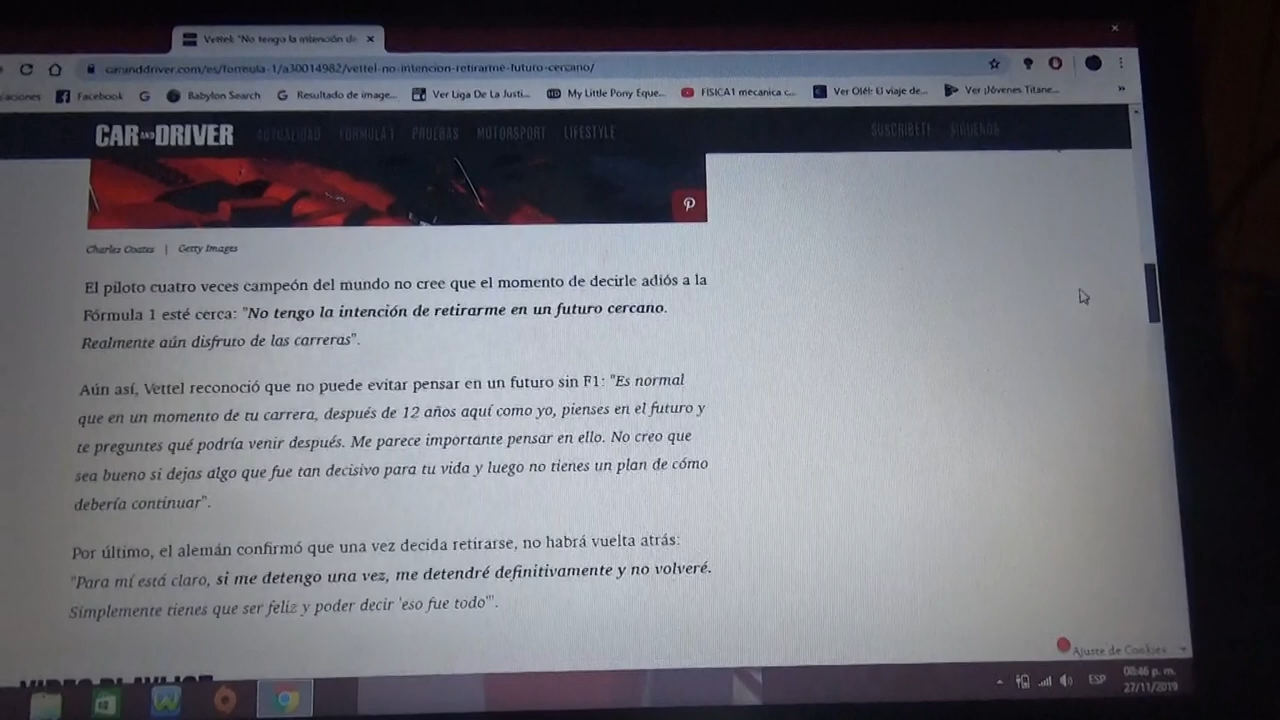 Vettel: "No tengo la intención de
caranddriver.com/es/formula-1/a30014982/vettel-no-intencion-retirarme-futuro-cercano/
Facebook
Babylon Search
Resultado de image...
Ver Liga De La Justi...
My Little Pony Eque...
FISICA1 mecanica c...
Ver Olé!: El viaje de...
Ver ¡Jóvenes Titane...
»
CAR AND DRIVER
ACTUALIDAD
FORMULA 1
PRUEBAS
MOTORSPORT
LIFESTYLE
SUSCRIBETE
SIGUENOS
Charles Coates | Getty Images
El piloto cuatro veces campeón del mundo no cree que el momento de decirle adiós a la
Fórmula 1 esté cerca: "No tengo la intención de retirarme en un futuro cercano.
Realmente aún disfruto de las carreras".
Aún así, Vettel reconoció que no puede evitar pensar en un futuro sin F1: "Es normal
que en un momento de tu carrera, después de 12 años aquí como yo, pienses en el futuro y
te preguntes qué podría venir después. Me parece importante pensar en ello. No creo que
sea bueno si dejas algo que fue tan decisivo para tu vida y luego no tienes un plan de cómo
debería continuar".
Por último, el alemán confirmó que una vez decida retirarse, no habrá vuelta atrás:
"Para mí está claro, si me detengo una vez, me detendré definitivamente y no volveré.
Simplemente tienes que ser feliz y poder decir 'eso fue todo'".
Ajuste de Cookies
ESP
08:46 p. m.
27/11/2019